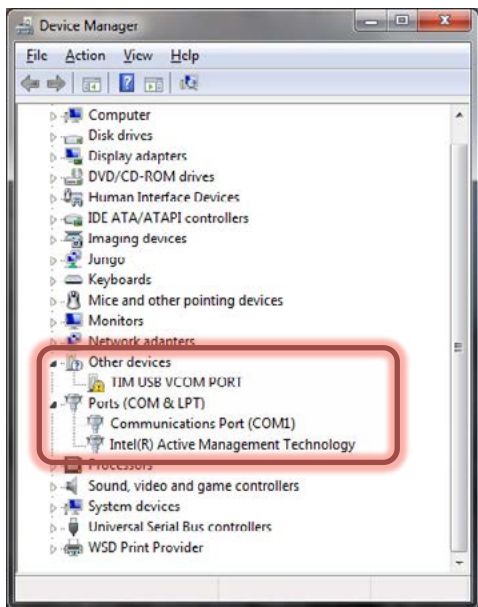 Device Manager
File Action View Help
Computer
Disk drives
Display adapters
DVD/CD-ROM drives
Human Interface Devices
IDE ATA/ATAPI controllers
Imaging devices
Jungo
Keyboards
Mice and other pointing devices
Monitors
Network adapters
Other devices
TIM USB VCOM PORT
Ports (COM & LPT)
Communications Port (COM1)
Intel(R) Active Management Technology
Processors
Sound, video and game controllers
System devices
Universal Serial Bus controllers
WSD Print Provider